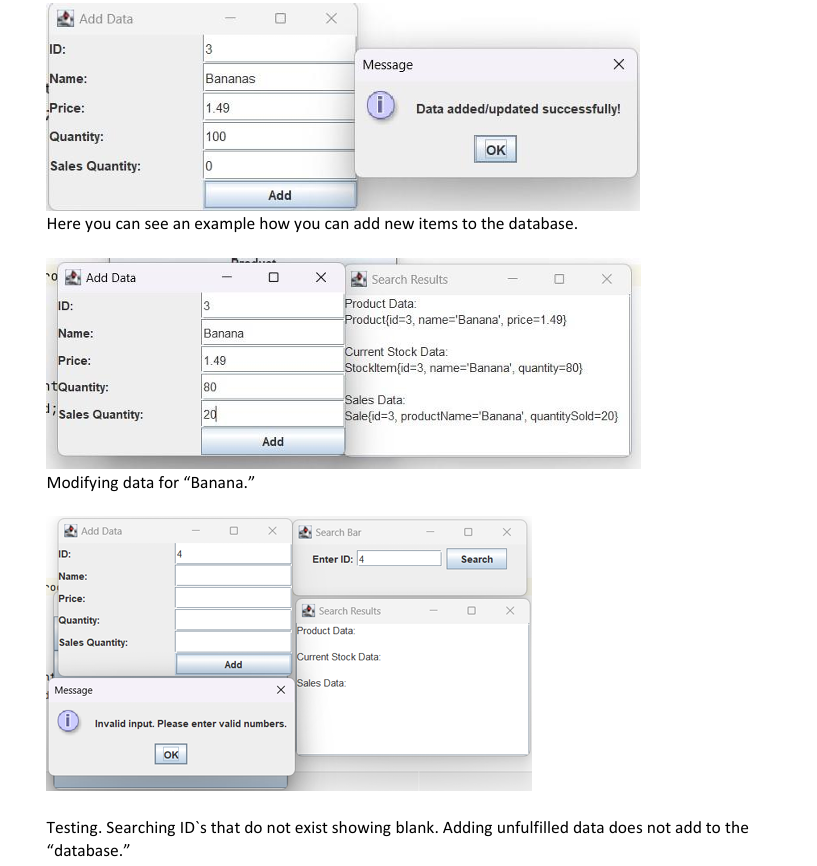 Add Data
ID:
3
Name:
Bananas
Price:
1.49
Quantity:
100
Sales Quantity:
0
Add
Message
Data added/updated successfully!
OK
Here you can see an example how you can add new items to the database.
Add Data
ID:
3
Name:
Banana
Price:
1.49
Quantity:
80
Sales Quantity:
20
Add
Search Results
Product Data:
Product{id=3, name='Banana', price=1.49}
Current Stock Data:
StockItem{id=3, name='Banana', quantity=80}
Sales Data:
Sale{id=3, productName='Banana', quantitySold=20}
Modifying data for “Banana.”
Add Data
ID:
4
Name:
Price:
Quantity:
Sales Quantity:
Add
Search Bar
Enter ID:
4
Search
Search Results
Product Data:
Current Stock Data:
Sales Data:
Message
Invalid input. Please enter valid numbers.
OK
Testing. Searching ID`s that do not exist showing blank. Adding unfulfilled data does not add to the
“database.”